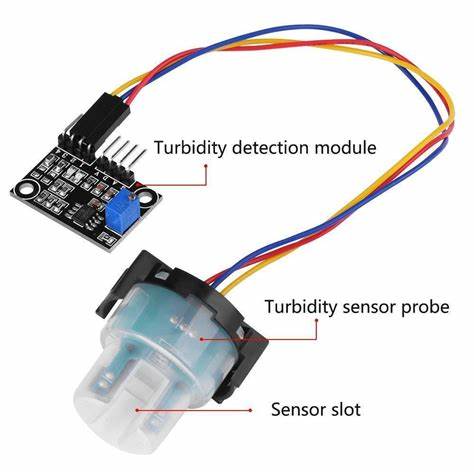 Turbidity detection module
Turbidity sensor probe
Sensor slot